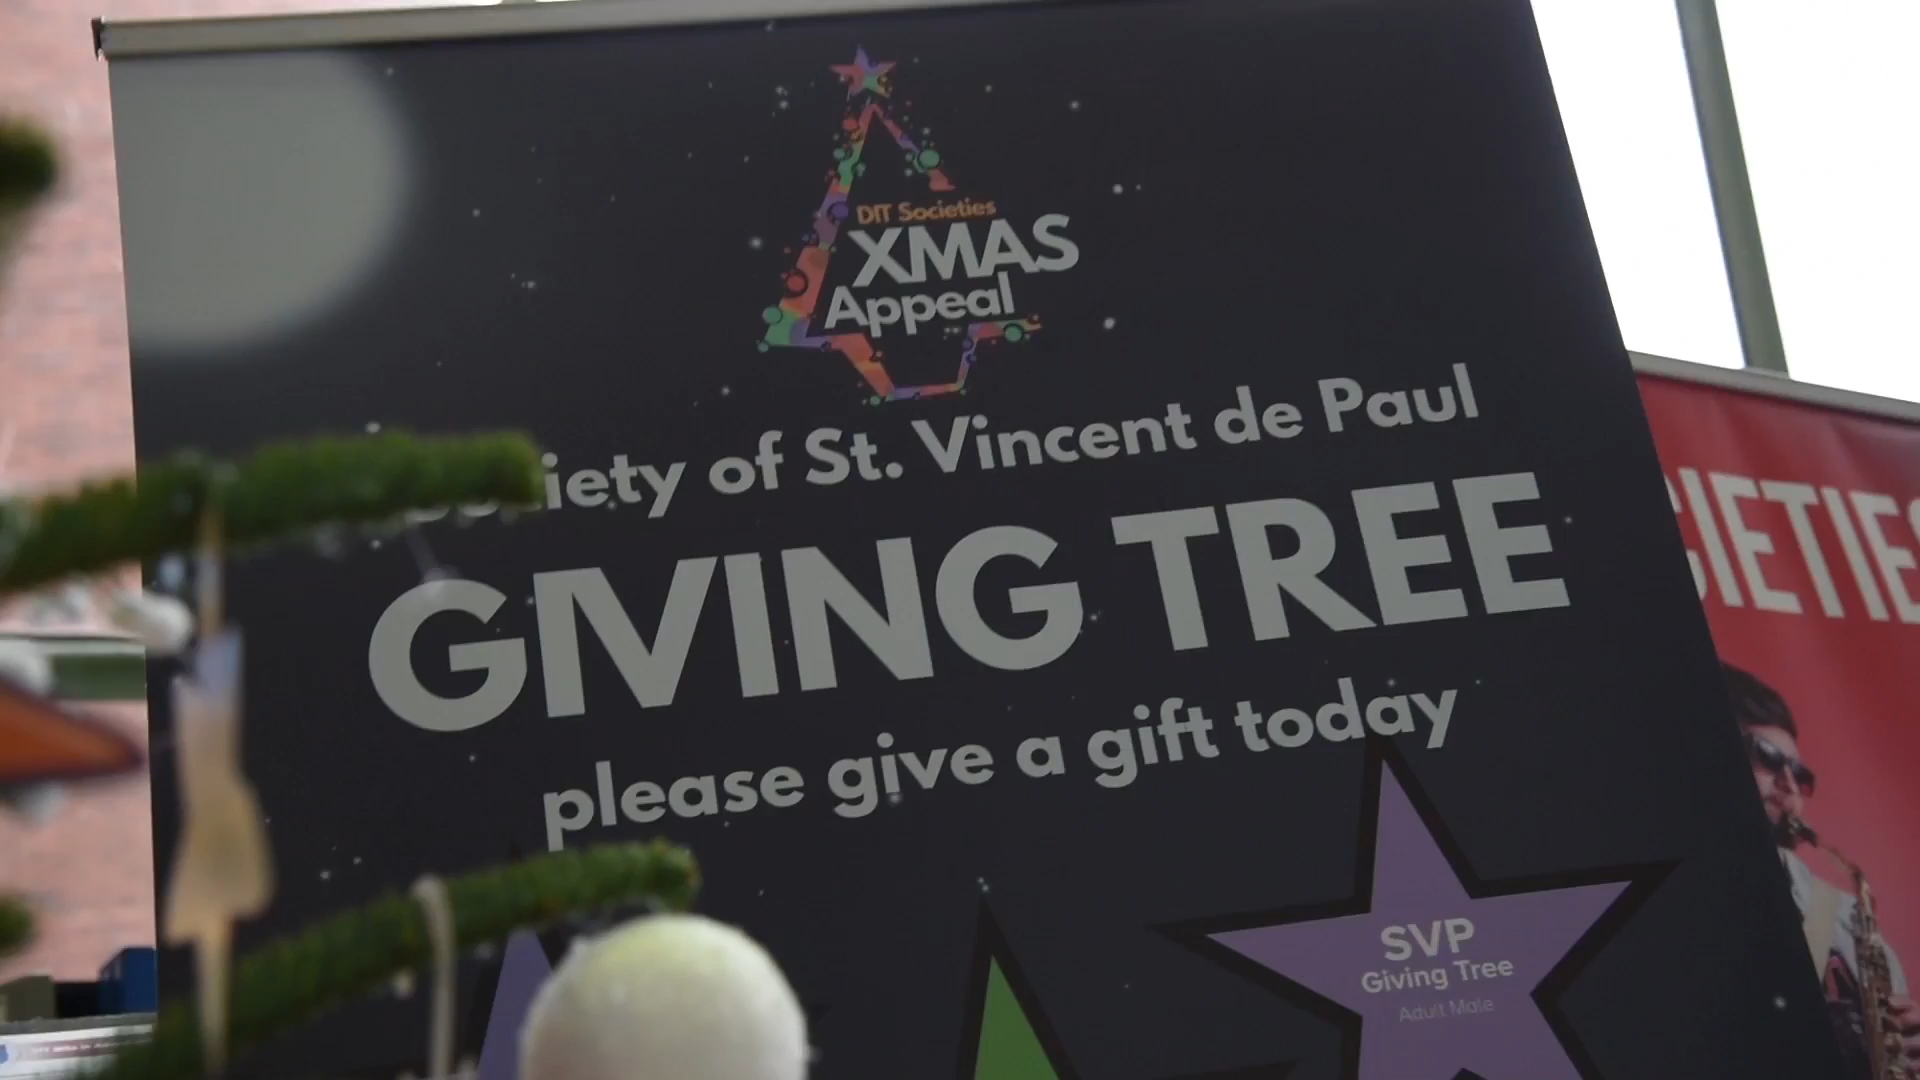 DIT Societies
XMAS
Appeal
iety of St. Vincent de Paul
GIVING TREE
please give a gift today
SVP
Giving Tree
Adult Male
IETIES